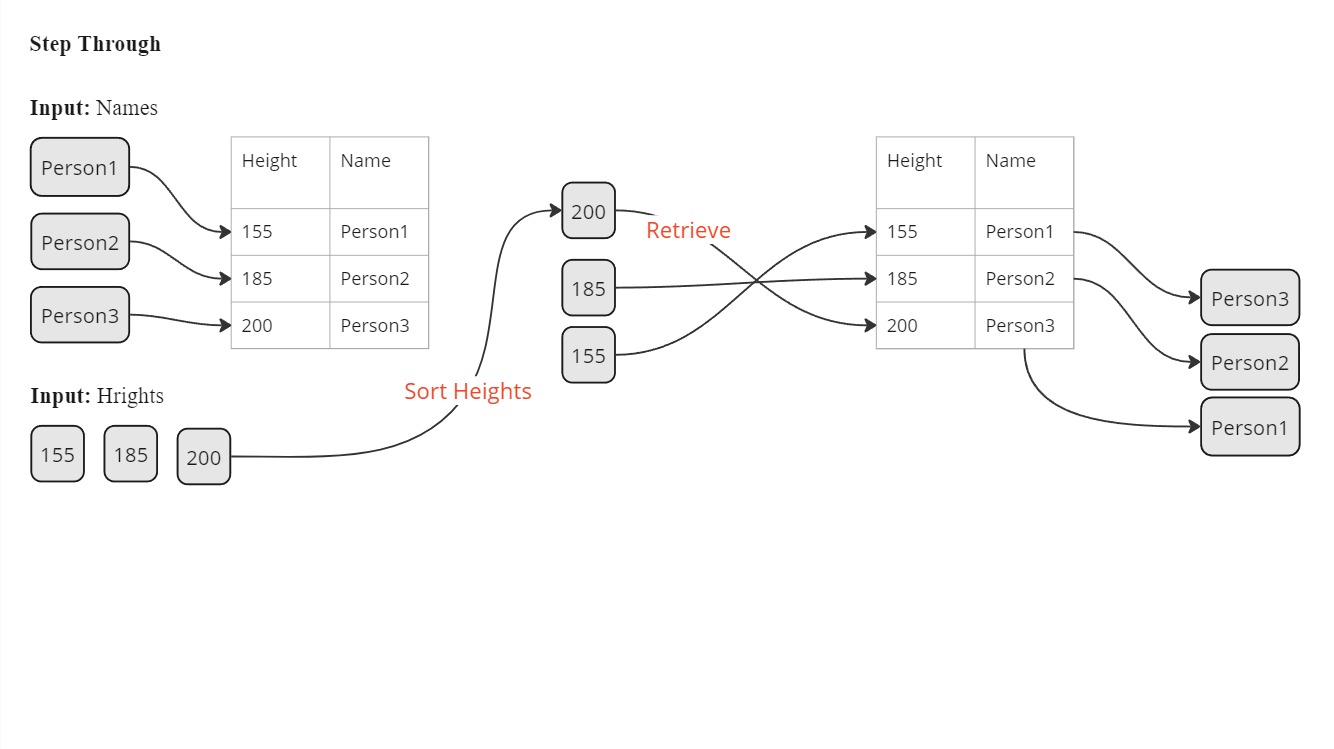 Step Through
Input: Names
Person1
Person2
Person3
Height Name
155 Person1
185 Person2
200 Person3
Input: Hrights
155 185 200
Sort Heights
200
185
155
Retrieve
Height Name
155 Person1
185 Person2
200 Person3
Person3
Person2
Person1